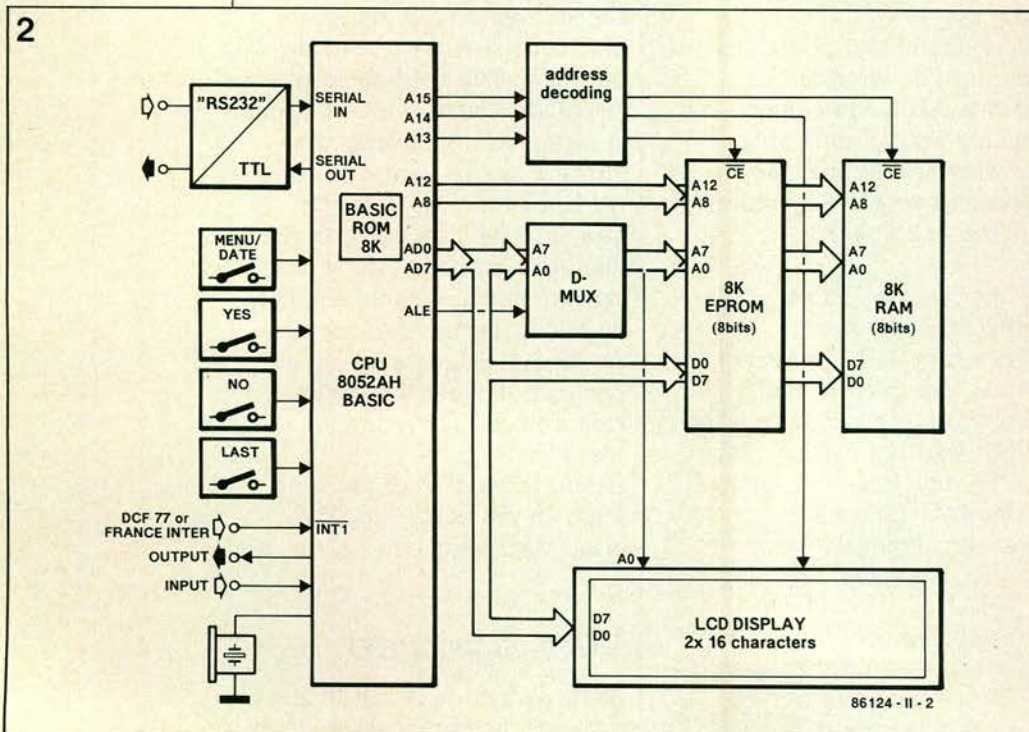 2
"RS232"
TTL
SERIAL
IN
SERIAL
OUT
MENU/
DATE
YES
NO
LAST
DCF 77 or
FRANCE INTER
OUTPUT
INPUT
INT1
A15
A14
A13
A12
A8
BASIC
ROM
8K
AD0
AD7
ALE
CPU
8052AH
BASIC
address
decoding
A7
A0
D-
MUX
CE
A12
A8
A7
A0
8K
EPROM
(8bits)
D0
D7
CE
A12
A8
A7
A0
8K
RAM
(8bits)
D7
D0
A0
D7
D0
LCD DISPLAY
2x 16 characters
86124 - II - 2